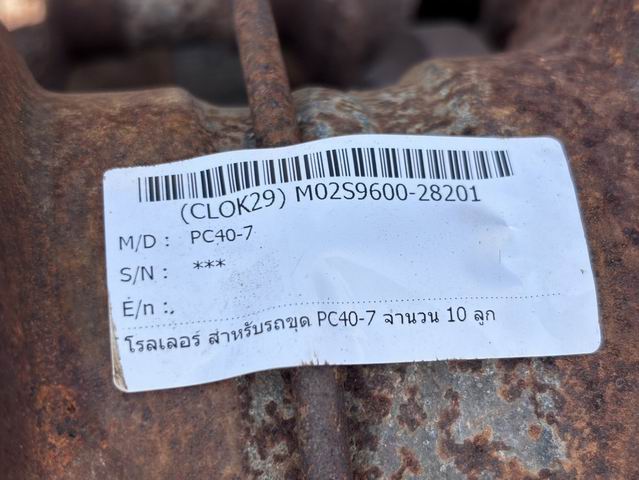 (CLOK29) M02S9600-28201
M/D : PC40-7
S/N : ***
E/n :.
โรลเลอร์ สำหรับรถขุด PC40-7 จำนวน 10 ลูก